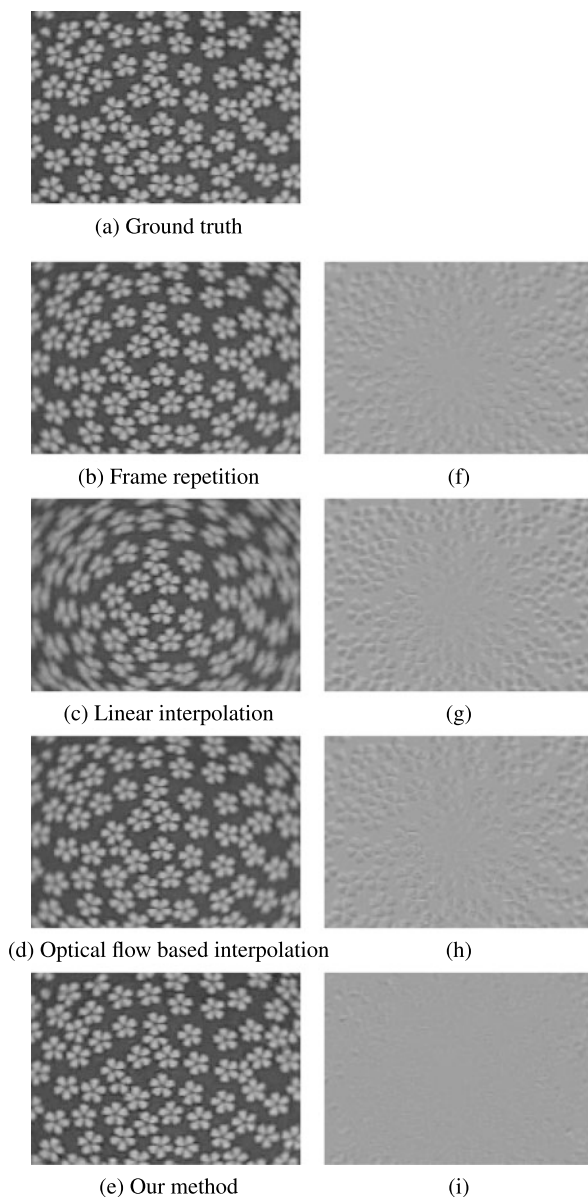 (a) Ground truth
(b) Frame repetition
(f)
(c) Linear interpolation
(g)
(d) Optical flow based interpolation
(h)
(e) Our method
(i)